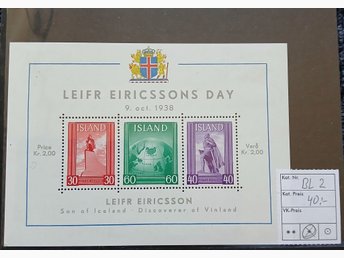 LEIFR EIRICSSONS DAY
9. oct. 1938
Price
Kr. 2,00
Verð
Kr. 2,00
ISLAND ISLAND ISLAND
30 30 60 60 40 40
LEIFR EIRICSSON
Son of Iceland - Discoverer of Vinland
Kat. Nr. BL 2
Kat. Preis 40,-
VK-Preis